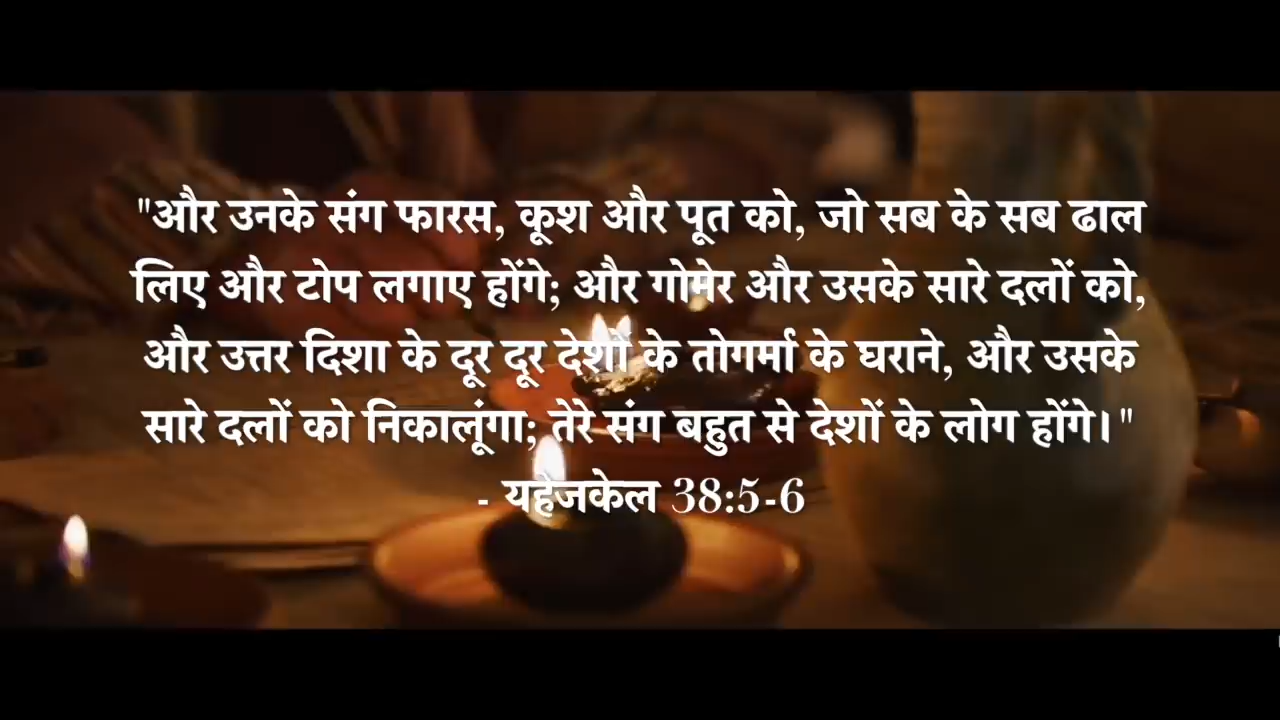 "और उनके संग फारस, कूश और पूत को, जो सब के सब ढाल
लिए और टोप लगाए होंगे; और गोमेर और उसके सारे दलों को,
और उत्तर दिशा के दूर दूर देशों के तोगर्मा के घराने, और उसके
सारे दलों को निकालूंगा; तेरे संग बहुत से देशों के लोग होंगे।"
- यहेजकेल 38:5-6